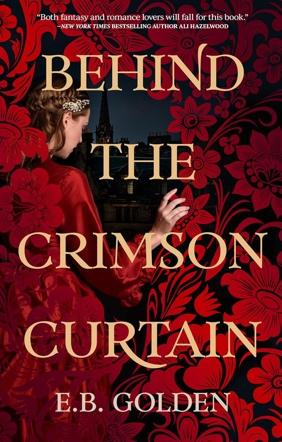 "Both fantasy and romance lovers will fall for this book."
—NEW YORK TIMES BESTSELLING AUTHOR ALI HAZELWOOD
BEHIND
THE
CRIMSON
CURTAIN
E.B. GOLDEN